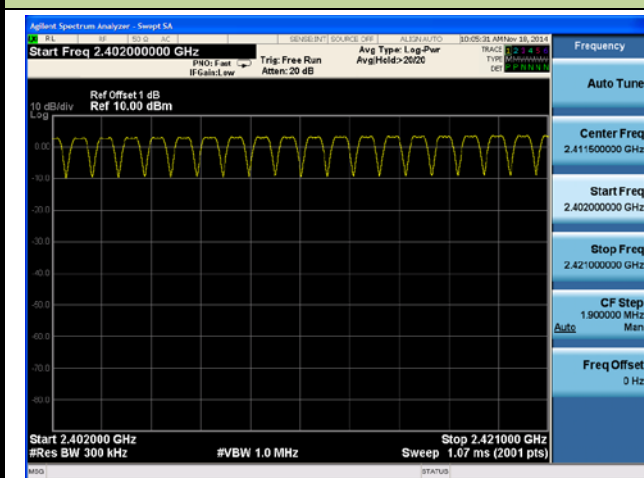 Agilent Spectrum Analyzer - Swept SA
RL RF 50 Ω AC SENSE:INT SOURCE OFF ALIGN AUTO 10:05:31 AM Nov 18, 2014
Start Freq 2.402000000 GHz
PNO: Fast
IFGain:Low
Trig: Free Run
Atten: 20 dB
Avg Type: Log-Pwr
Avg|Hold:>20/20
TRACE 1 2 3 4 5 6
TYPE
DET P P N N N N
Ref Offset 1 dB
10 dB/div Ref 10.00 dBm
Log
0.00
-10.0
-20.0
-30.0
-40.0
-50.0
-60.0
-70.0
-80.0
Start 2.402000 GHz Stop 2.421000 GHz
#Res BW 300 kHz #VBW 1.0 MHz Sweep 1.07 ms (2001 pts)
MSG STATUS
Frequency
Auto Tune
Center Freq
2.411500000 GHz
Start Freq
2.402000000 GHz
Stop Freq
2.421000000 GHz
CF Step
1.900000 MHz
Auto Man
Freq Offset
0 Hz